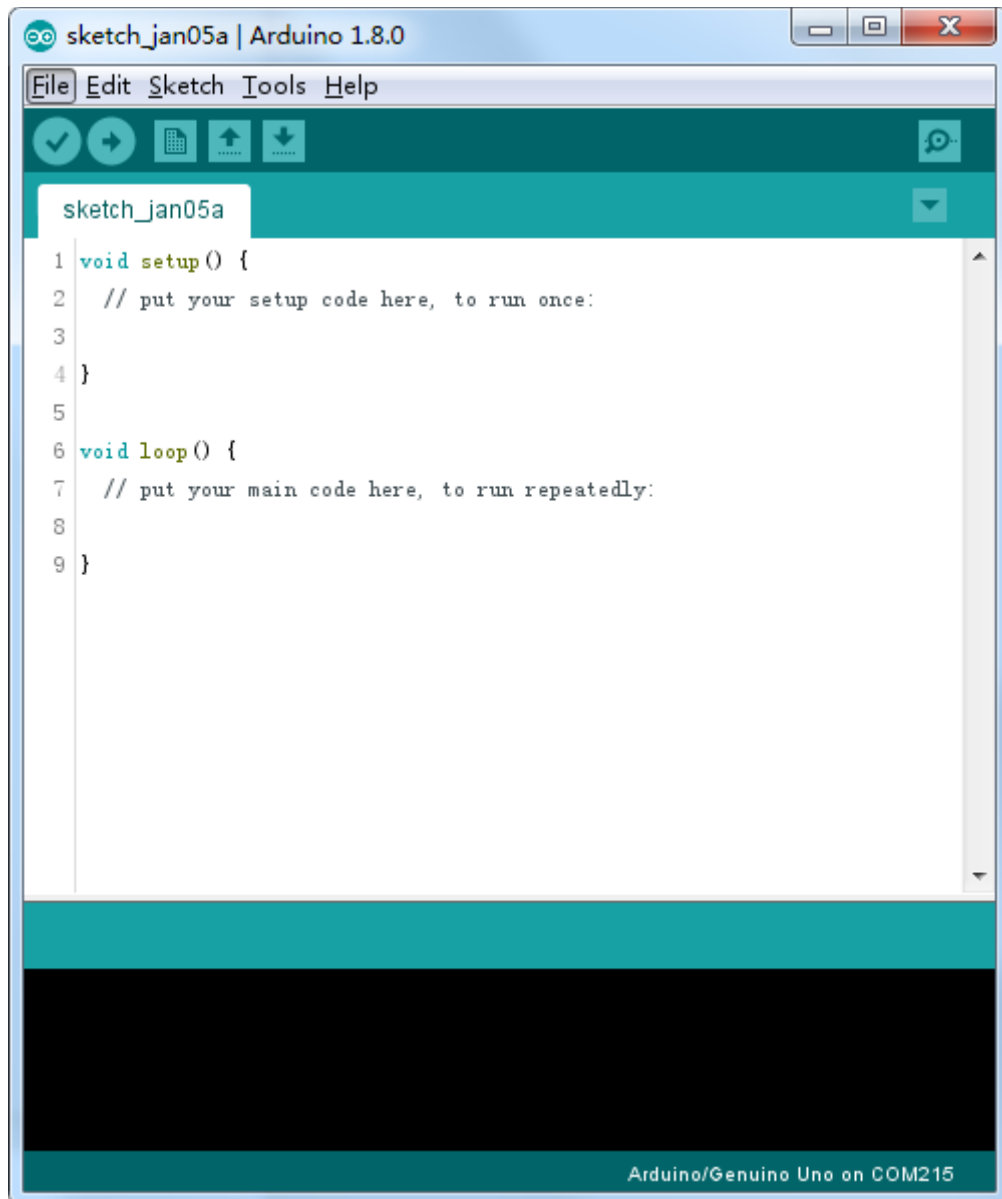 sketch_jan05a | Arduino 1.8.0
File Edit Sketch Tools Help
sketch_jan05a
1 void setup() {
2 // put your setup code here, to run once:
3
4 }
5
6 void loop() {
7 // put your main code here, to run repeatedly:
8
9 }
Arduino/Genuino Uno on COM215